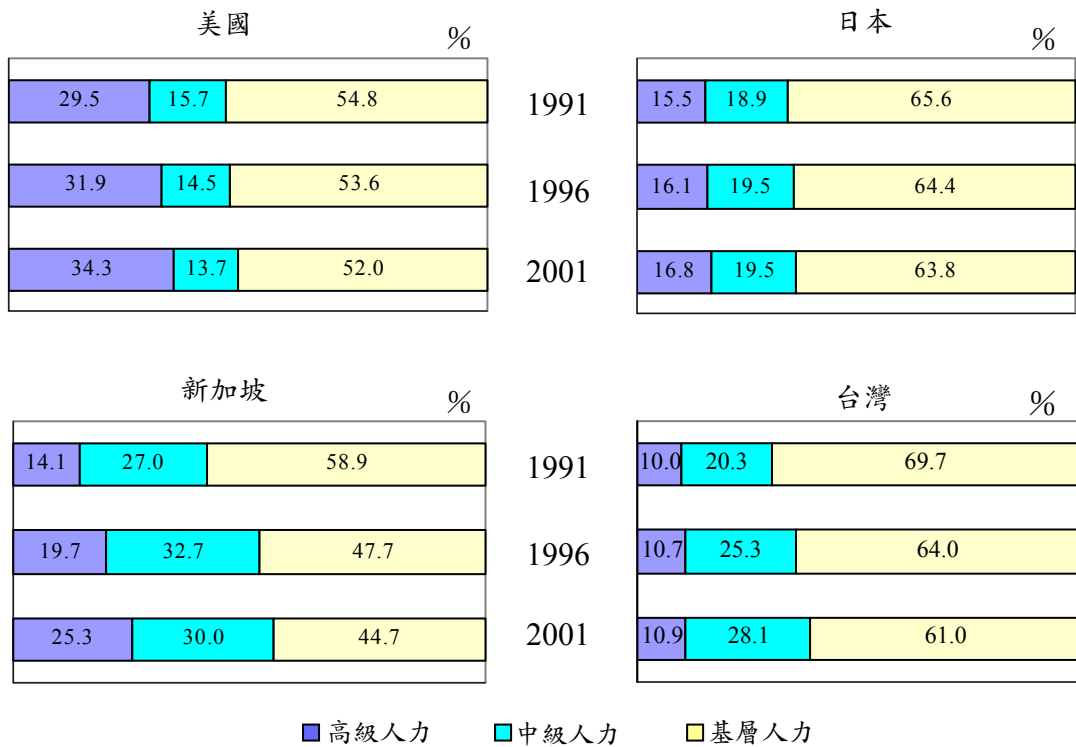 美國 % 日本 %
29.5 15.7 54.8 1991 15.5 18.9 65.6
31.9 14.5 53.6 1996 16.1 19.5 64.4
34.3 13.7 52.0 2001 16.8 19.5 63.8
新加坡 % 台灣 %
14.1 27.0 58.9 1991 10.0 20.3 69.7
19.7 32.7 47.7 1996 10.7 25.3 64.0
25.3 30.0 44.7 2001 10.9 28.1 61.0
高級人力 中級人力 基層人力